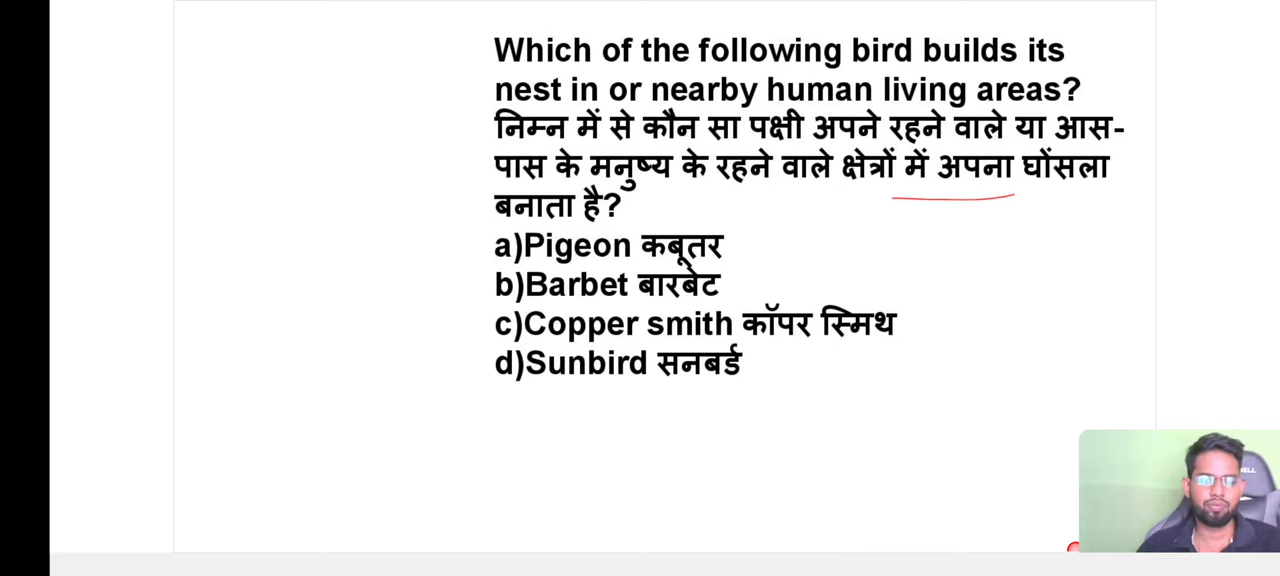 Which of the following bird builds its
nest in or nearby human living areas?
निम्न में से कौन सा पक्षी अपने रहने वाले या आस-
पास के मनुष्य के रहने वाले क्षेत्रों में अपना घोंसला
बनाता है?
a)Pigeon कबूतर
b)Barbet बारबेट
c)Copper smith कॉपर स्मिथ
d)Sunbird सनबर्ड